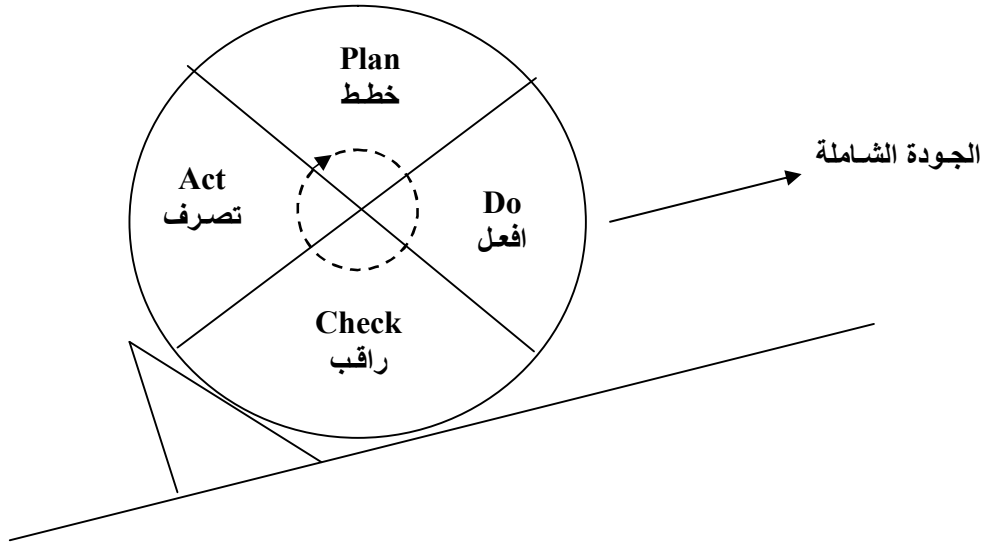 Plan
خطط
الجودة الشاملة
Act
تصرف
Do
افعل
Check
راقب